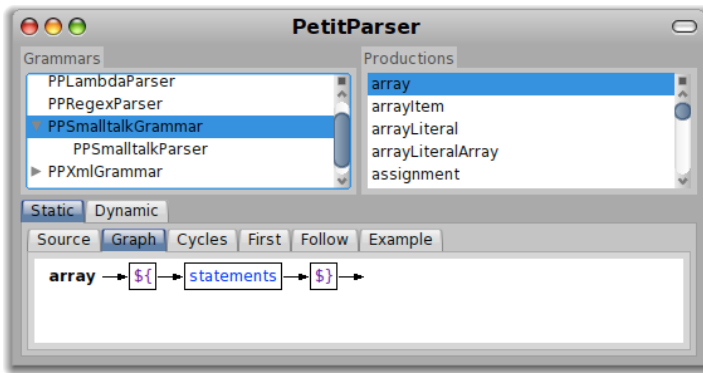 PetitParser
Grammars
PPLambdaParser
PPRegexParser
PPSmalltalkGrammar
PPSmalltalkParser
PPXmlGrammar
Productions
array
arrayItem
arrayLiteral
arrayLiteralArray
assignment
Static Dynamic
Source Graph Cycles First Follow Example
array ${ statements $}